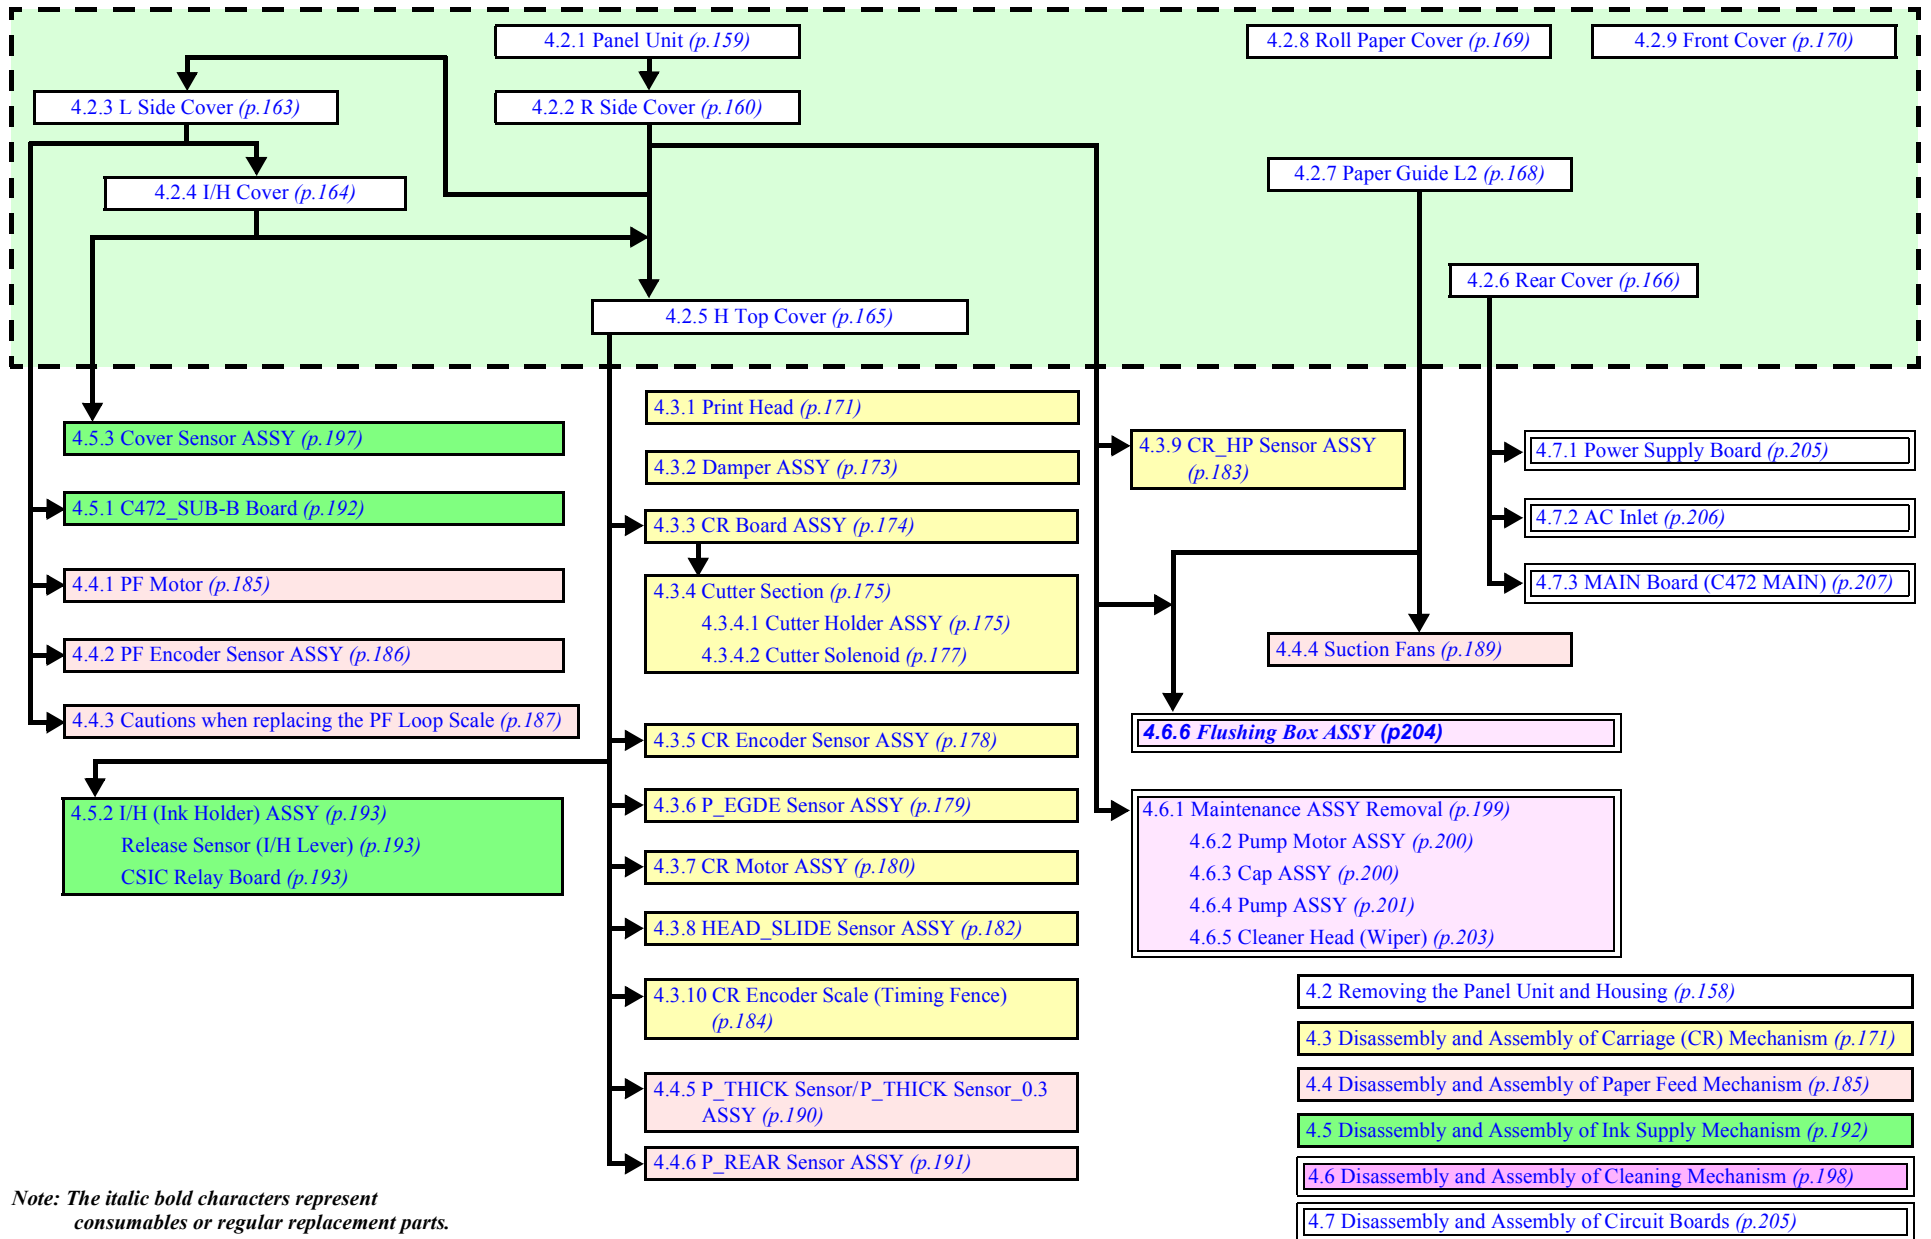 4.2.1 Panel Unit (p.159)
4.2.8 Roll Paper Cover (p.169)
4.2.9 Front Cover (p.170)
4.2.3 L Side Cover (p.163)
4.2.2 R Side Cover (p.160)
4.2.4 I/H Cover (p.164)
4.2.7 Paper Guide L2 (p.168)
4.2.6 Rear Cover (p.166)
4.2.5 H Top Cover (p.165)
4.5.3 Cover Sensor ASSY (p.197)
4.5.1 C472_SUB-B Board (p.192)
4.4.1 PF Motor (p.185)
4.4.2 PF Encoder Sensor ASSY (p.186)
4.4.3 Cautions when replacing the PF Loop Scale (p.187)
4.5.2 I/H (Ink Holder) ASSY (p.193)
Release Sensor (I/H Lever) (p.193)
CSIC Relay Board (p.193)
4.3.1 Print Head (p.171)
4.3.2 Damper ASSY (p.173)
4.3.3 CR Board ASSY (p.174)
4.3.4 Cutter Section (p.175)
4.3.4.1 Cutter Holder ASSY (p.175)
4.3.4.2 Cutter Solenoid (p.177)
4.3.5 CR Encoder Sensor ASSY (p.178)
4.3.6 P_EGDE Sensor ASSY (p.179)
4.3.7 CR Motor ASSY (p.180)
4.3.8 HEAD_SLIDE Sensor ASSY (p.182)
4.3.10 CR Encoder Scale (Timing Fence)
(p.184)
4.4.5 P_THICK Sensor/P_THICK Sensor_0.3
ASSY (p.190)
4.4.6 P_REAR Sensor ASSY (p.191)
4.3.9 CR_HP Sensor ASSY
(p.183)
4.7.1 Power Supply Board (p.205)
4.7.2 AC Inlet (p.206)
4.7.3 MAIN Board (C472 MAIN) (p.207)
4.4.4 Suction Fans (p.189)
4.6.6 Flushing Box ASSY (p204)
4.6.1 Maintenance ASSY Removal (p.199)
4.6.2 Pump Motor ASSY (p.200)
4.6.3 Cap ASSY (p.200)
4.6.4 Pump ASSY (p.201)
4.6.5 Cleaner Head (Wiper) (p.203)
4.2 Removing the Panel Unit and Housing (p.158)
4.3 Disassembly and Assembly of Carriage (CR) Mechanism (p.171)
4.4 Disassembly and Assembly of Paper Feed Mechanism (p.185)
4.5 Disassembly and Assembly of Ink Supply Mechanism (p.192)
4.6 Disassembly and Assembly of Cleaning Mechanism (p.198)
4.7 Disassembly and Assembly of Circuit Boards (p.205)
Note: The italic bold characters represent
consumables or regular replacement parts.